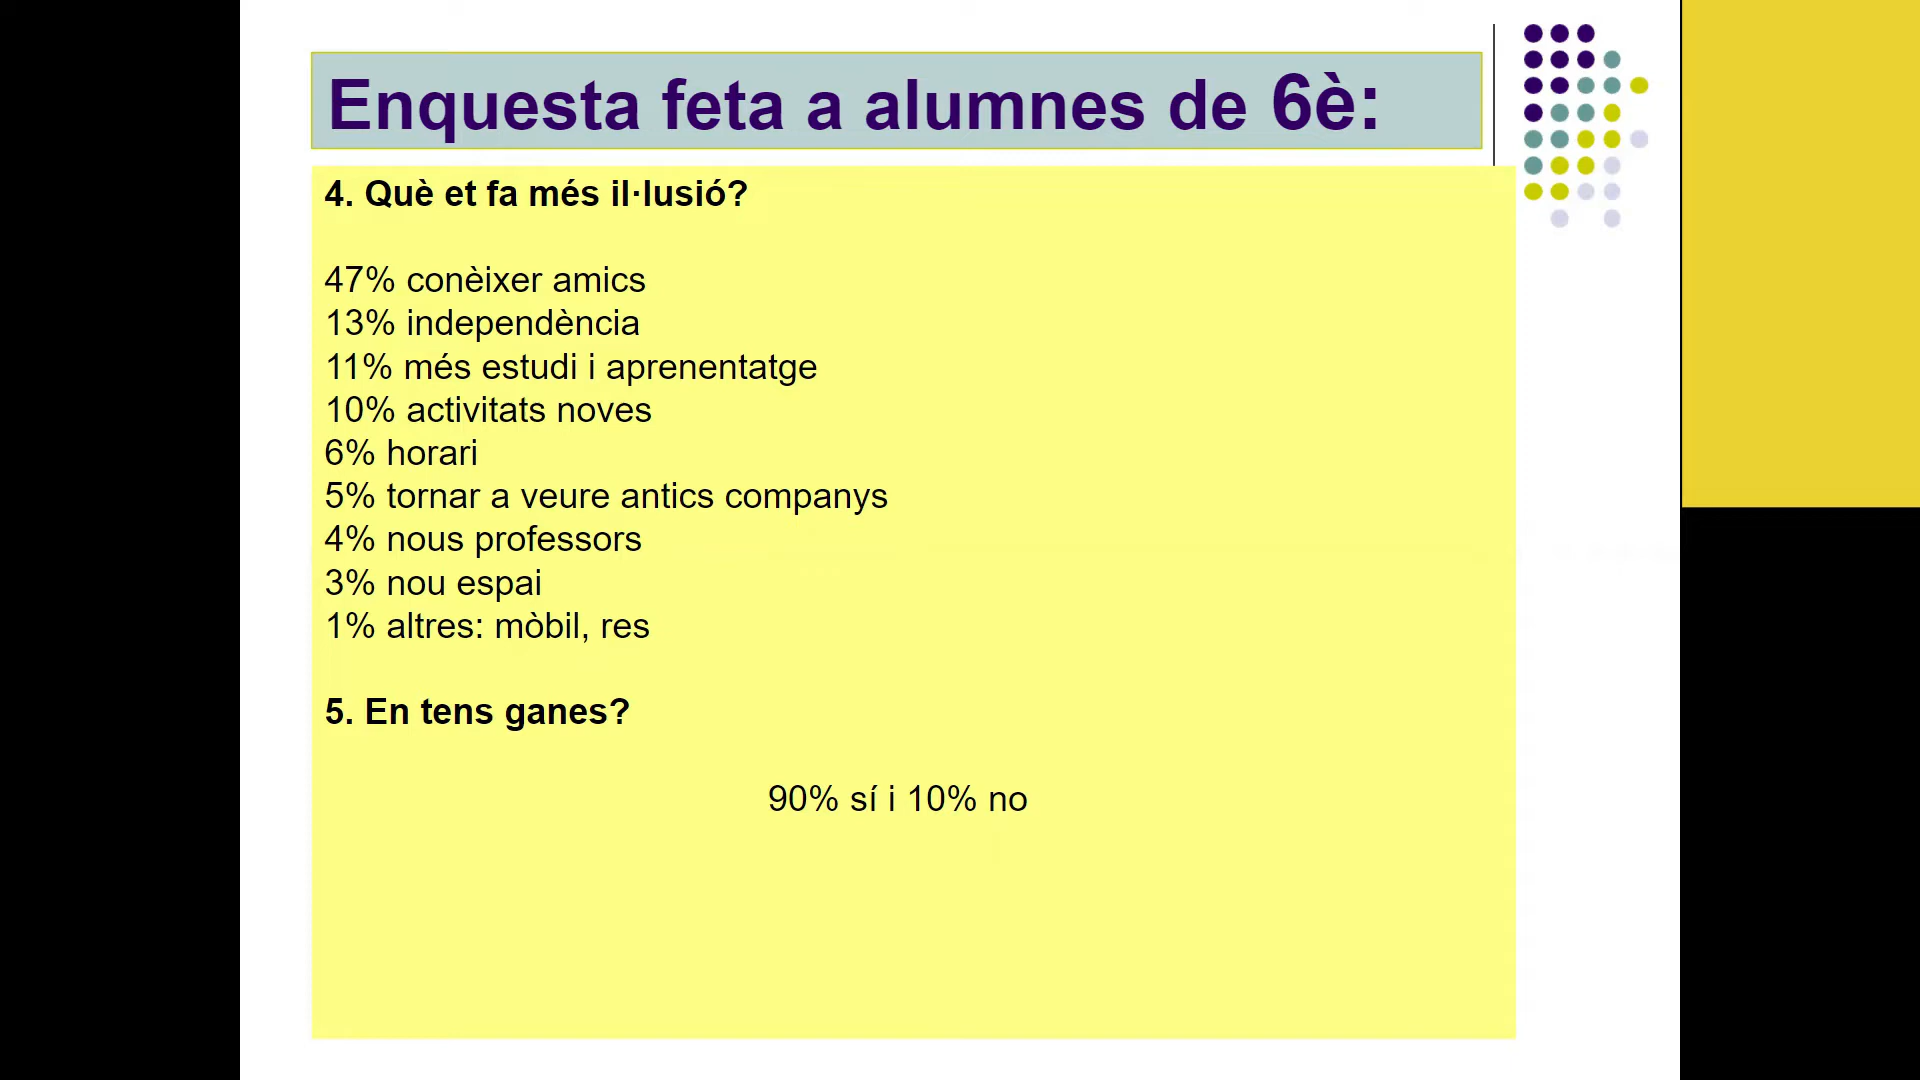 Enquesta feta a alumnes de 6è:
4. Què et fa més il·lusió?
47% conèixer amics
13% independència
11% més estudi i aprenentatge
10% activitats noves
6% horari
5% tornar a veure antics companys
4% nous professors
3% nou espai
1% altres: mòbil, res
5. En tens ganes?
90% sí i 10% no